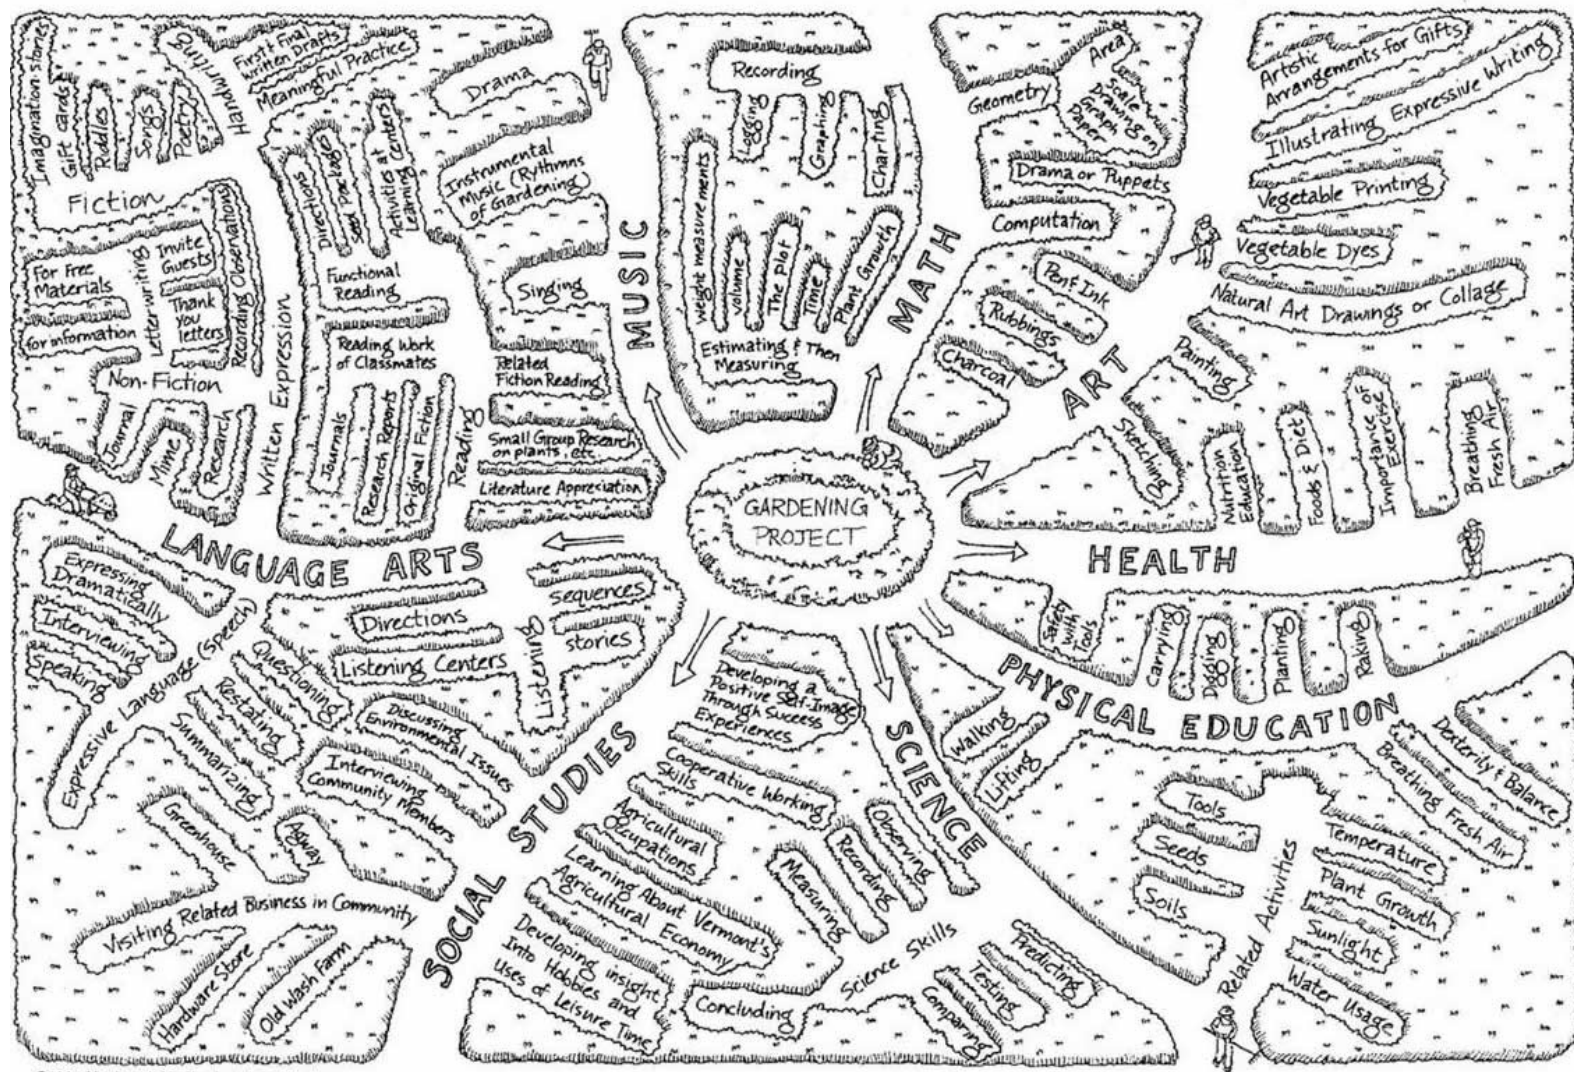 Imagination stories
Gift cards
Riddles
Songs
Poetry
Fiction
Handwriting
First & Final
written Drafts
Meaningful Practice
For Free
Materials
for information
Letterwriting
Invite
Guests
Thank
you
letters
Recording Observations
Non-Fiction
Journal
Mime
Research
Written Expression
Directions
Seed Packages
Activities at
Learning Centers
Functional
Reading
Reading Work
of Classmates
Journals
Research Reports
Original Fiction
Reading
Related
Fiction Reading
Small Group Research
on plants, etc.
Literature Appreciation
LANGUAGE ARTS
Drama
Instrumental
Music (Rythmns
of Gardening)
Singing
MUSIC
Recording
Logging
Graphing
Charting
Weight measurements
Volume
The plot
Time
Plant Growth
Estimating & Then
Measuring
MATH
Geometry
Area
Scale
Drawings on
Graph
Paper
Computation
Drama or Puppets
Pen & Ink
Rubbings
Charcoal
ART
Artistic
Arrangements for Gifts
Illustrating Expressive Writing
Vegetable Printing
Vegetable Dyes
Natural Art Drawings or Collage
Painting
Sketching
GARDENING
PROJECT
Nutrition
Education
Foods & Diet
Importance of
Exercise
Breathing
Fresh Air
HEALTH
Safety
with
Tools
Carrying
Digging
Planting
Raking
PHYSICAL EDUCATION
Walking
Lifting
Dexterity & Balance
Breathing Fresh Air
SCIENCE
Observing
Recording
Measuring
Science Skills
Concluding
Predicting
Testing
Comparing
Related Activities
Tools
Seeds
Soils
Temperature
Plant Growth
Sunlight
Water Usage
SOCIAL STUDIES
Developing a
Positive Self-Image
Through Success
Experiences
Cooperative Working
Skills
Agricultural
Ocupations
Learning About Vermont's
Agricultural Economy
Developing insight
Into Hobbies and
Uses of Leisure Time
Discussing
Environmental Issues
Interviewing
Community Members
Visiting Related Business in Community
Greenhouse
Agway
Hardware Store
Old Wash Farm
Expressive Language (Speech)
Expressing
Dramatically
Interviewing
Speaking
Questioning
Restating
Summarizing
Listening
Directions
Listening Centers
sequences
stories